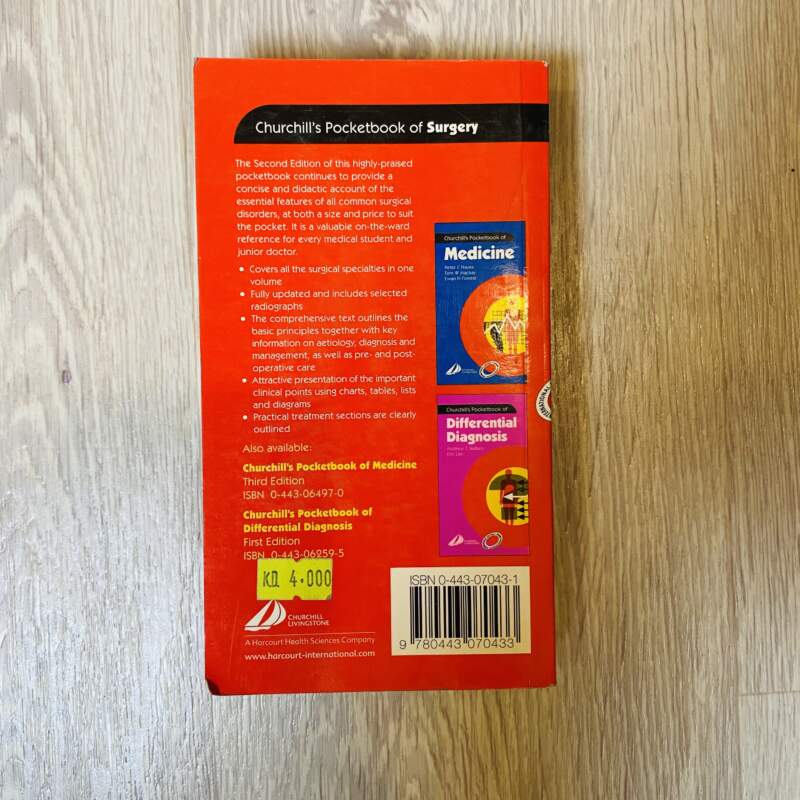 Churchill's Pocketbook of Surgery
The Second Edition of this highly-praised
pocketbook continues to provide a
concise and didactic account of the
essential features of all common surgical
disorders, at both a size and price to suit
the pocket. It is a valuable on-the-ward
reference for every medical student and
junior doctor.
• Covers all the surgical specialties in one
volume
• Fully updated and includes selected
radiographs
• The comprehensive text outlines the
basic principles together with key
information on aetiology, diagnosis and
management, as well as pre- and post-
operative care
• Attractive presentation of the important
clinical points using charts, tables, lists
and diagrams
• Practical treatment sections are clearly
outlined
Also available:
Churchill's Pocketbook of Medicine
Third Edition
ISBN 0-443-06497-0
Churchill's Pocketbook of
Differential Diagnosis
First Edition
ISBN 0-443-06259-5
KD 4.000
CHURCHILL
LIVINGSTONE
A Harcourt Health Sciences Company
www.harcourt-international.com
Churchill's Pocketbook of
Medicine
Churchill's Pocketbook of
Differential
Diagnosis
ISBN 0-443-07043-1
9 780443 070433